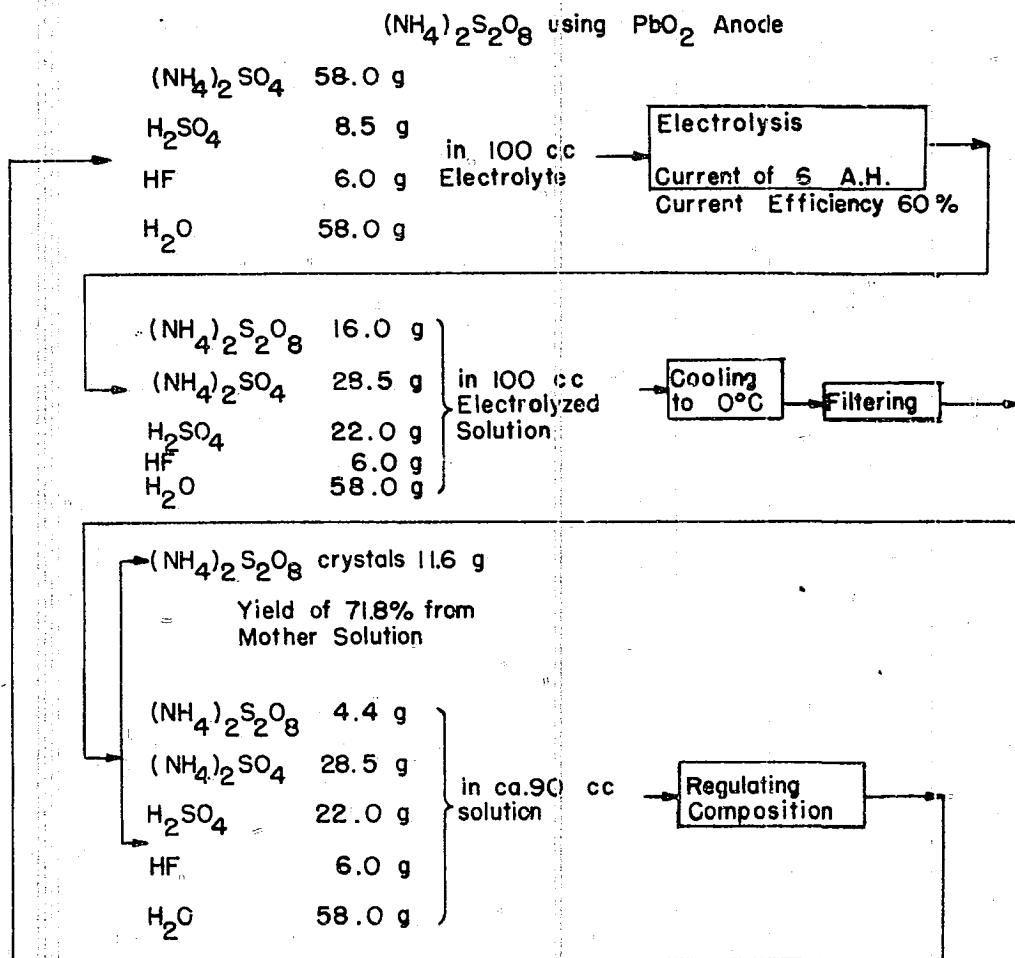 (NH4)2S2O8 using PbO2 Anode
(NH4)2SO4 58.0 g
H2SO4 8.5 g
HF 6.0 g
H2O 58.0 g
in 100 cc
Electrolyte
Electrolysis
Current of 6 A.H.
Current Efficiency 60%
(NH4)2S2O8 16.0 g
(NH4)2SO4 28.5 g
H2SO4 22.0 g
HF 6.0 g
H2O 58.0 g
in 100 cc
Electrolyzed
Solution
Cooling
to 0°C
Filtering
(NH4)2S2O8 crystals 11.6 g
Yield of 71.8% from
Mother Solution
(NH4)2S2O8 4.4 g
(NH4)2SO4 28.5 g
H2SO4 22.0 g
HF 6.0 g
H2O 58.0 g
in ca.90 cc
solution
Regulating
Composition